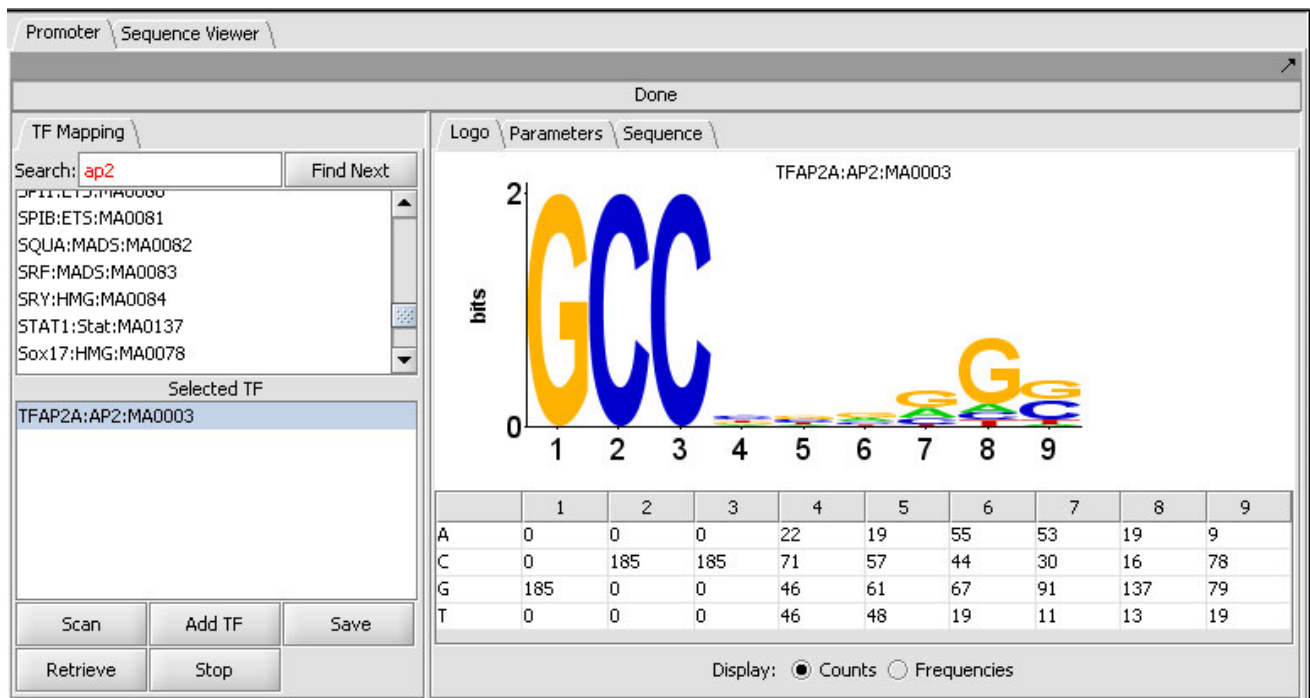 Promoter Sequence Viewer
Done
TF Mapping
Search: ap2 Find Next
SPIB:ETS:MA0081
SQUA:MADS:MA0082
SRF:MADS:MA0083
SRY:HMG:MA0084
STAT1:Stat:MA0137
Sox17:HMG:MA0078
Selected TF
TFAP2A:AP2:MA0003
Scan Add TF Save
Retrieve Stop
Logo Parameters Sequence
TFAP2A:AP2:MA0003
2
bits
GCC
G G G
A A C
0
1 2 3 4 5 6 7 8 9
1 2 3 4 5 6 7 8 9
A 0 0 0 22 19 55 53 19 9
C 0 185 185 71 57 44 30 16 78
G 185 0 0 46 61 67 91 137 79
T 0 0 0 46 48 19 11 13 19
Display: Counts Frequencies